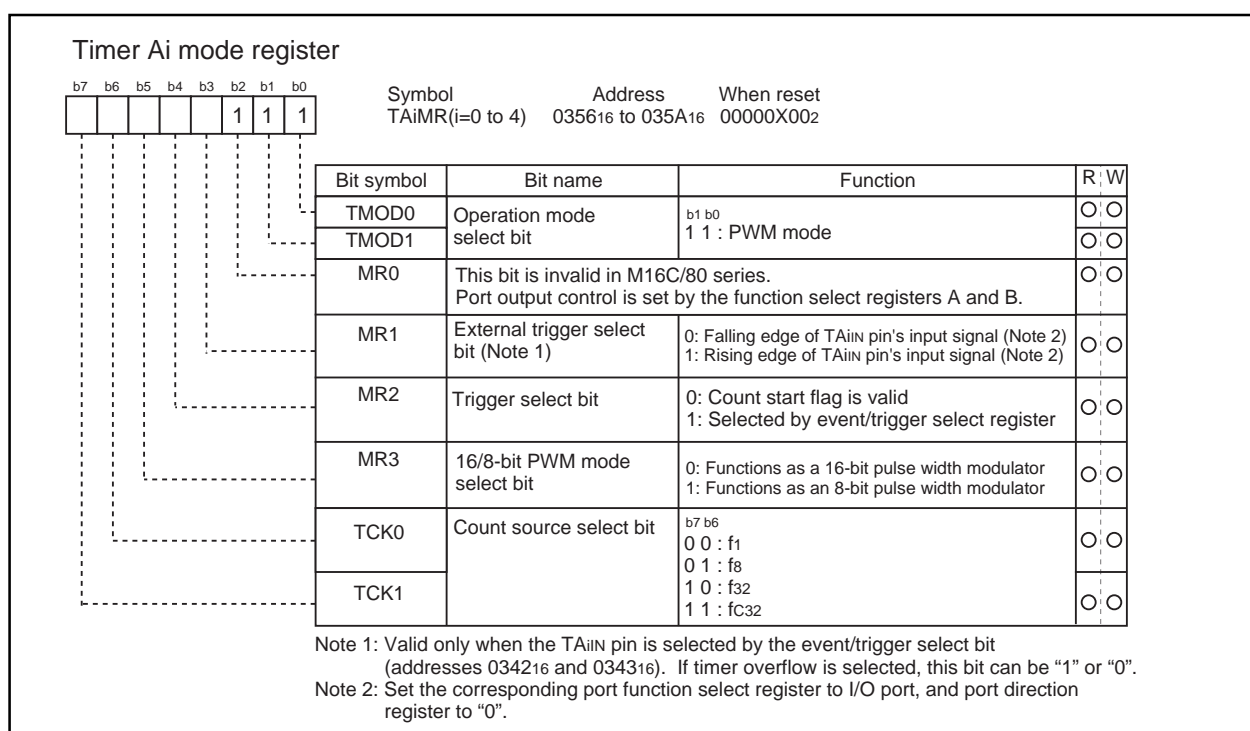 Timer Ai mode register
b7 b6 b5 b4 b3 b2 b1 b0
1 1 1
Symbol Address When reset
TAiMR(i=0 to 4) 035616 to 035A16 00000X002
Bit symbol Bit name Function R W
TMOD0
TMOD1
Operation mode
select bit
b1 b0
1 1 : PWM mode
MR0
This bit is invalid in M16C/80 series.
Port output control is set by the function select registers A and B.
MR1
External trigger select
bit (Note 1)
0: Falling edge of TAiIN pin's input signal (Note 2)
1: Rising edge of TAiIN pin's input signal (Note 2)
MR2
Trigger select bit
0: Count start flag is valid
1: Selected by event/trigger select register
MR3
16/8-bit PWM mode
select bit
0: Functions as a 16-bit pulse width modulator
1: Functions as an 8-bit pulse width modulator
TCK0
TCK1
Count source select bit
b7 b6
0 0 : f1
0 1 : f8
1 0 : f32
1 1 : fC32
Note 1: Valid only when the TAiIN pin is selected by the event/trigger select bit
(addresses 034216 and 034316). If timer overflow is selected, this bit can be “1” or “0”.
Note 2: Set the corresponding port function select register to I/O port, and port direction
register to “0”.